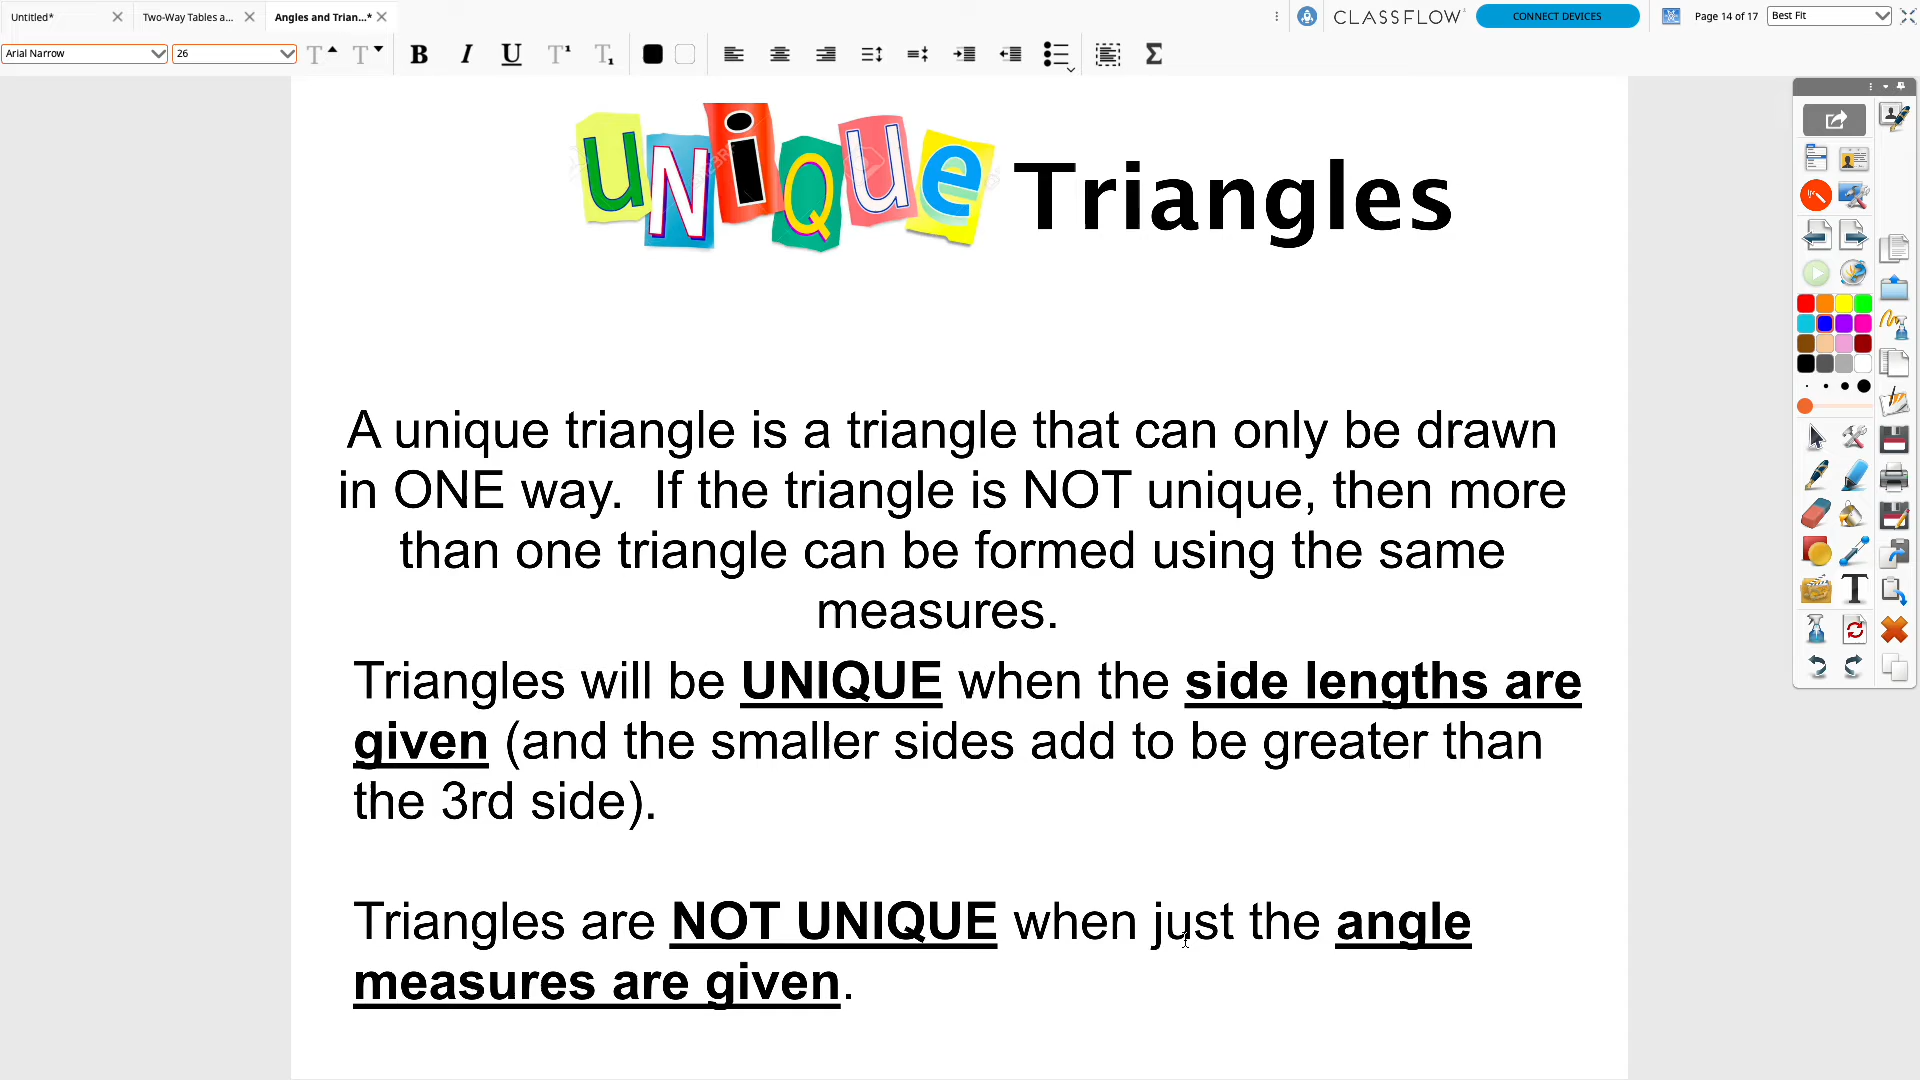 Untitled*
Two-Way Tables a...
Angles and Trian...*
CLASSFLOW
CONNECT DEVICES
Page 14 of 17
Best Fit
Arial Narrow
26
B I U
uNiQue Triangles
A unique triangle is a triangle that can only be drawn
in ONE way. If the triangle is NOT unique, then more
than one triangle can be formed using the same
measures.
Triangles will be UNIQUE when the side lengths are
given (and the smaller sides add to be greater than
the 3rd side).
Triangles are NOT UNIQUE when just the angle
measures are given.